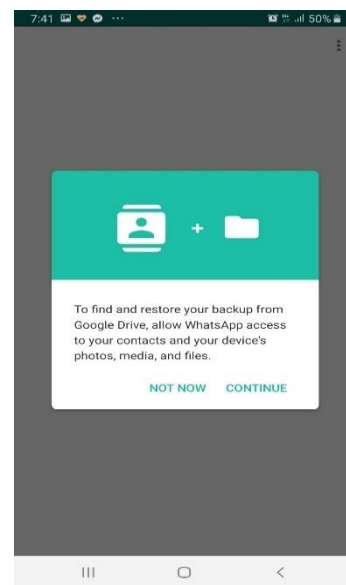 7:41 50%
To find and restore your backup from
Google Drive, allow WhatsApp access
to your contacts and your device's
photos, media, and files.
NOT NOW CONTINUE